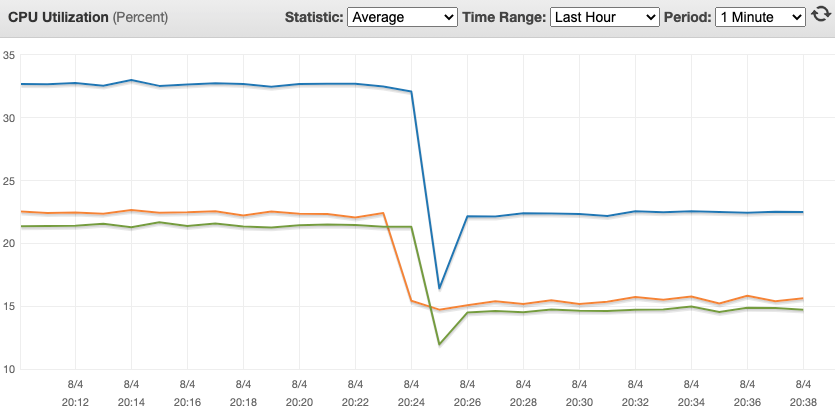 CPU Utilization (Percent) Statistic: Average Time Range: Last Hour Period: 1 Minute
35
30
25
20
15
10
8/4 8/4 8/4 8/4 8/4 8/4 8/4 8/4 8/4 8/4 8/4 8/4 8/4 8/4
20:12 20:14 20:16 20:18 20:20 20:22 20:24 20:26 20:28 20:30 20:32 20:34 20:36 20:38